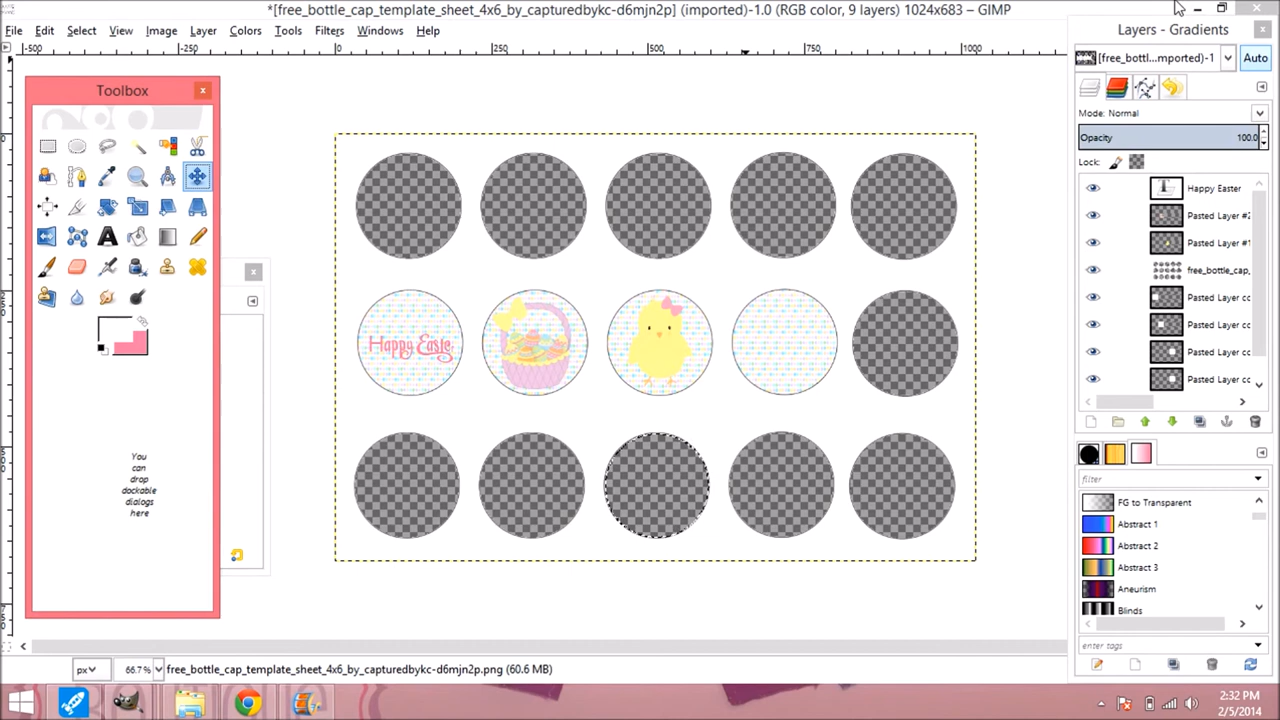 *[free_bottle_cap_template_sheet_4x6_by_capturedbykc-d6mjn2p] (imported)-1.0 (RGB color, 9 layers) 1024x683 – GIMP
File Edit Select View Image Layer Colors Tools Filters Windows Help
Layers - Gradients
-500 -250 0 250 500 750 1000
[free_bottl...mported)-1 Auto
Toolbox
Mode: Normal
Opacity 100.0
Lock:
Happy Easter
Pasted Layer #2
Pasted Layer #1
free_bottle_cap_
Pasted Layer co
Pasted Layer co
Pasted Layer co
Pasted Layer co
Happy Easte
You
can
drop
dockable
dialogs
here
filter
FG to Transparent
Abstract 1
Abstract 2
Abstract 3
Aneurism
Blinds
enter tags
px 66.7% free_bottle_cap_template_sheet_4x6_by_capturedbykc-d6mjn2p.png (60.6 MB)
2:32 PM
2/5/2014